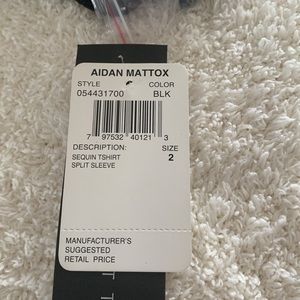 AIDAN MATTOX
STYLE COLOR
054431700 BLK
7 97532 40121 3
DESCRIPTION: SIZE
SEQUIN TSHIRT 2
SPLIT SLEEVE
MANUFACTURER'S
SUGGESTED
RETAIL PRICE